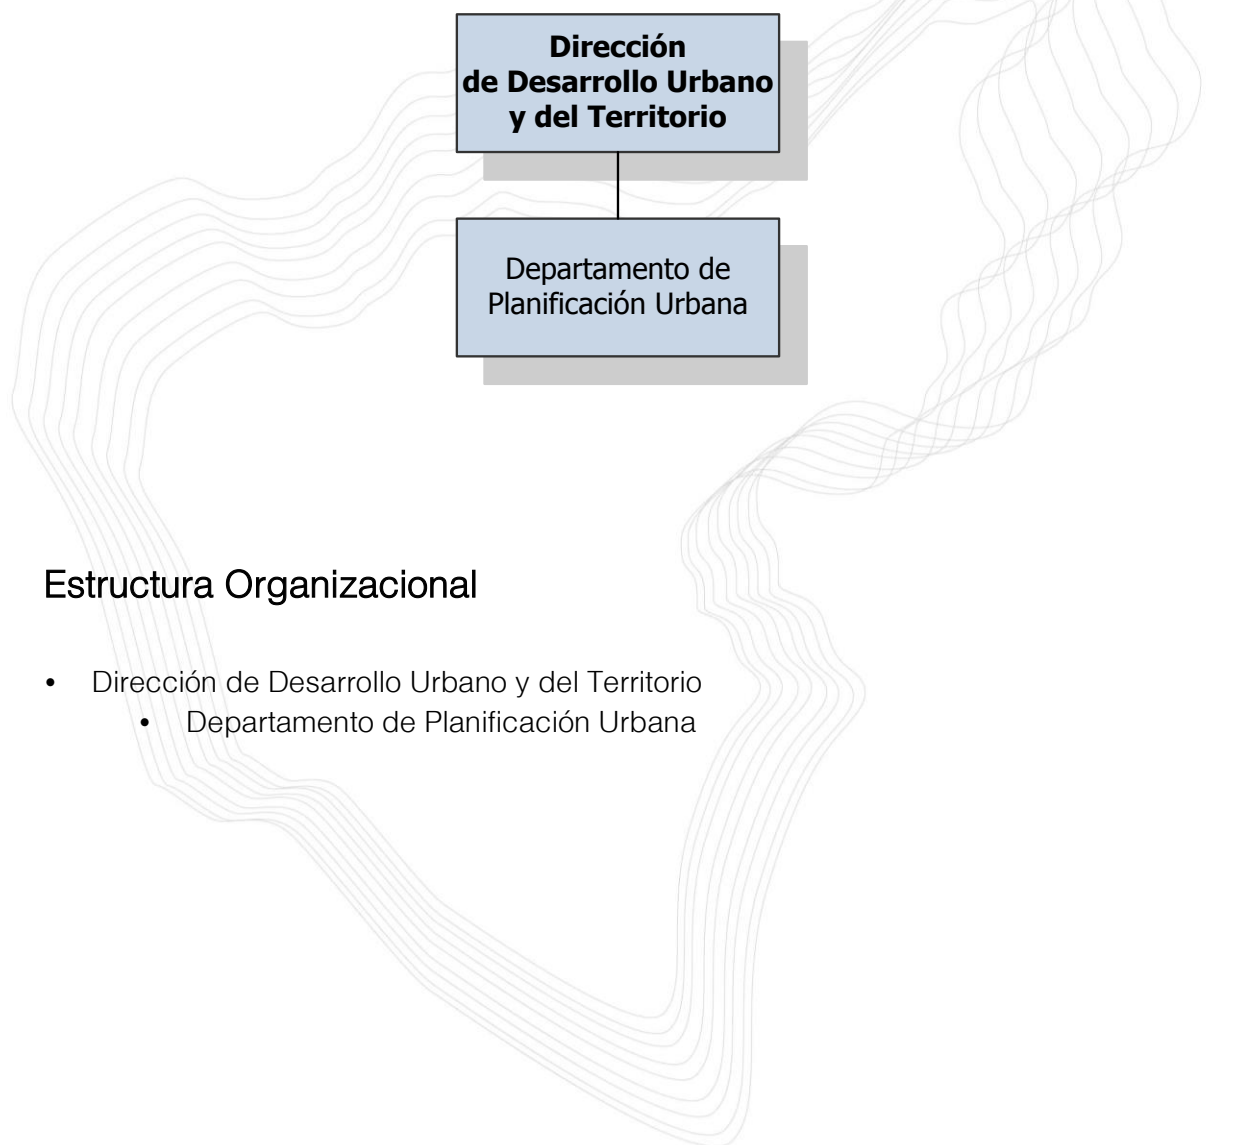 Dirección
de Desarrollo Urbano
y del Territorio
Departamento de
Planificación Urbana
Estructura Organizacional
• Dirección de Desarrollo Urbano y del Territorio
• Departamento de Planificación Urbana